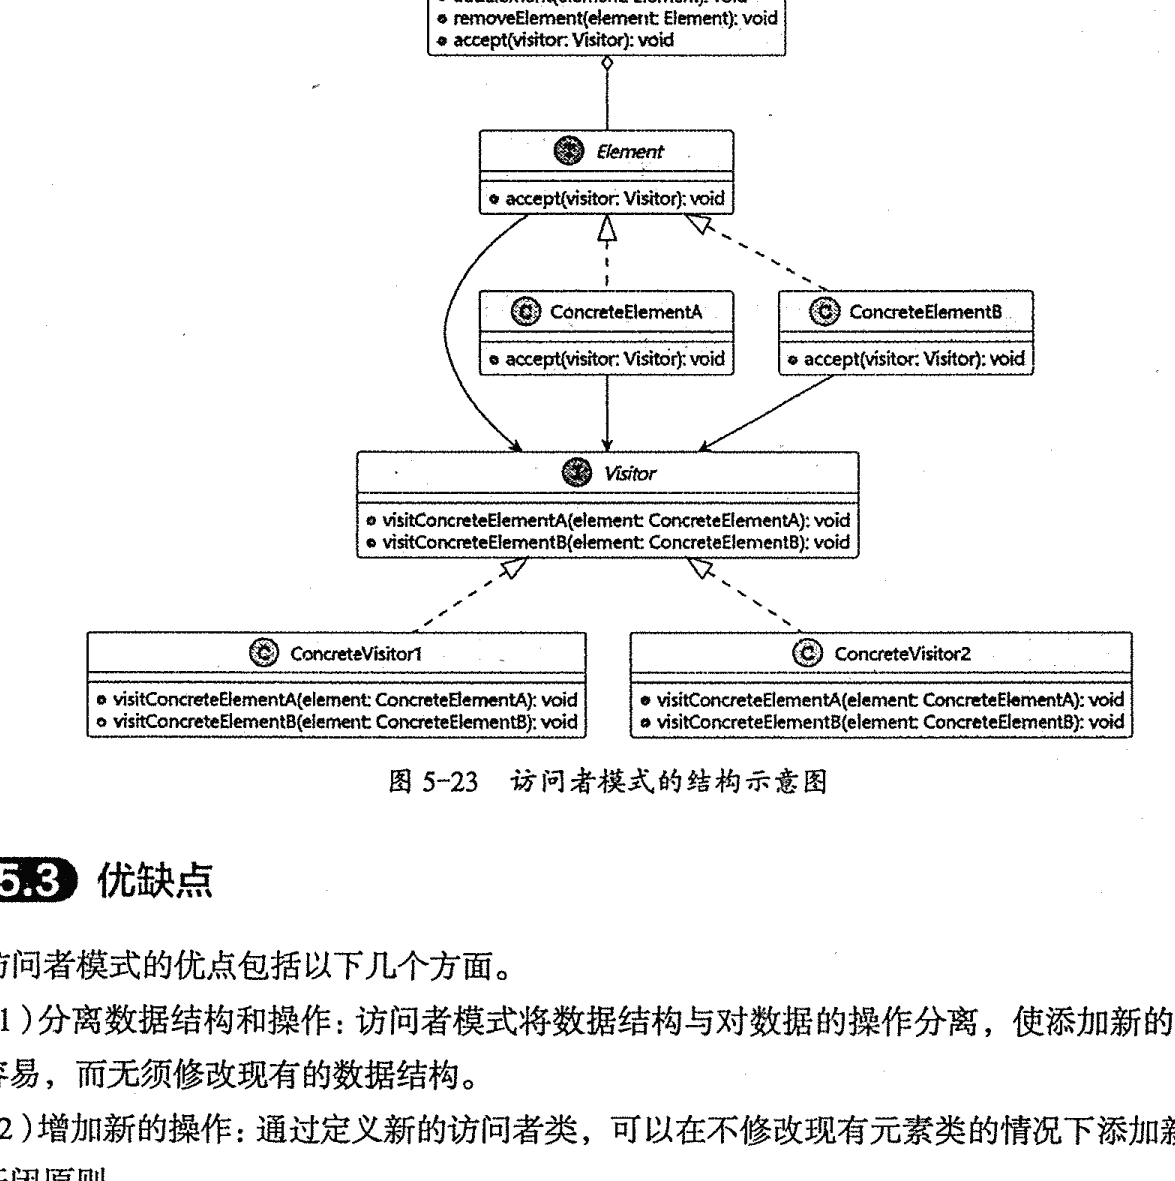 addElement(element: Element): void
removeElement(element: Element): void
accept(visitor: Visitor): void
I Element
accept(visitor: Visitor): void
C ConcreteElementA
C ConcreteElementB
accept(visitor: Visitor): void
accept(visitor: Visitor): void
I Visitor
visitConcreteElementA(element: ConcreteElementA): void
visitConcreteElementB(element: ConcreteElementB): void
C ConcreteVisitor1
C ConcreteVisitor2
visitConcreteElementA(element: ConcreteElementA): void
visitConcreteElementB(element: ConcreteElementB): void
visitConcreteElementA(element: ConcreteElementA): void
visitConcreteElementB(element: ConcreteElementB): void
图 5-23 访问者模式的结构示意图
5.3 优缺点
访问者模式的优点包括以下几个方面。
1）分离数据结构和操作：访问者模式将数据结构与对数据的操作分离，使添加新的
容易，而无须修改现有的数据结构。
2）增加新的操作：通过定义新的访问者类，可以在不修改现有元素类的情况下添加新
闭原则